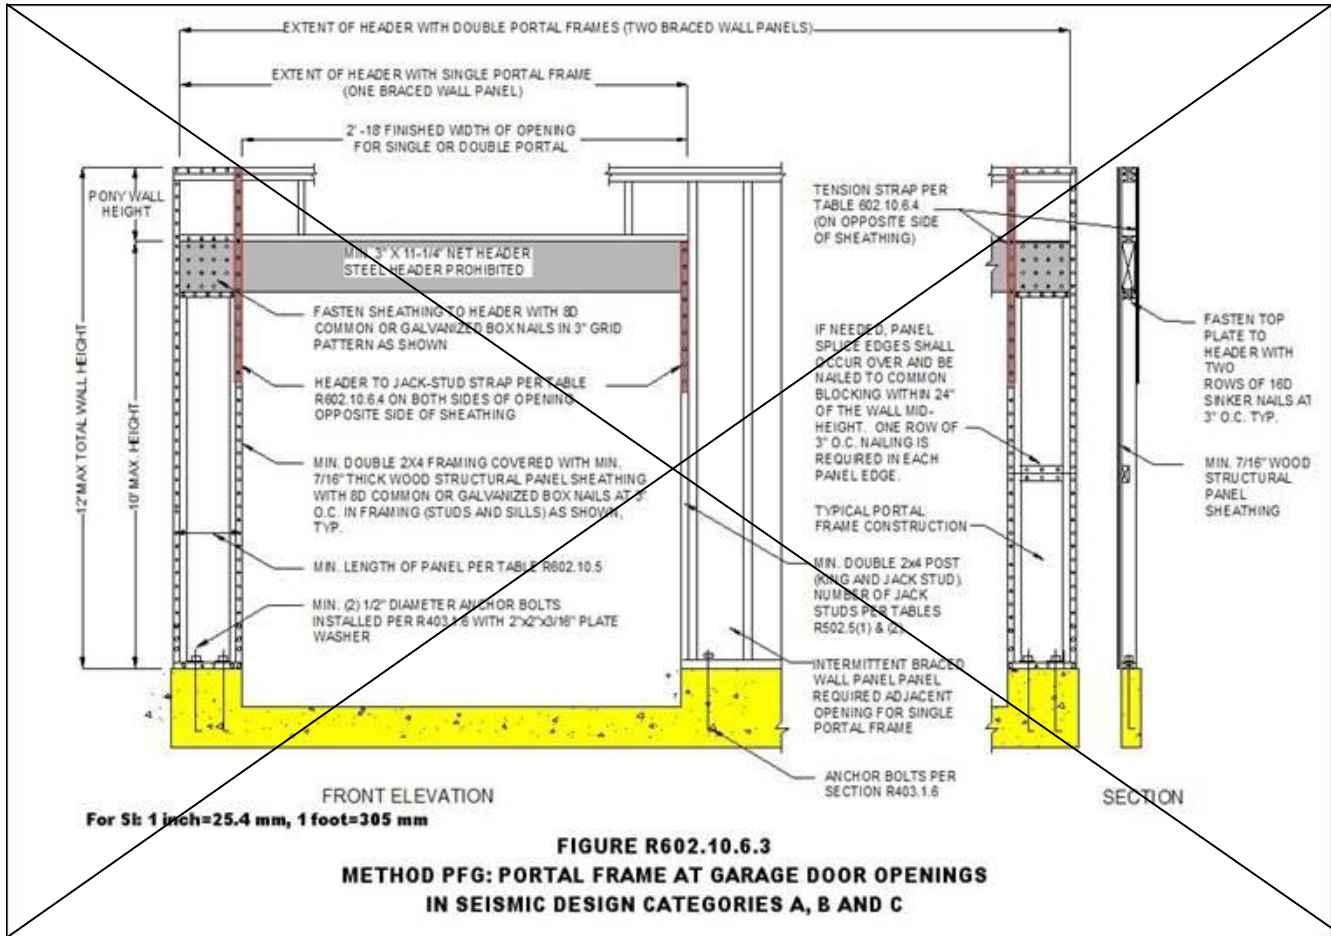 EXTENT OF HEADER WITH DOUBLE PORTAL FRAMES (TWO BRACED WALL PANELS)
EXTENT OF HEADER WITH SINGLE PORTAL FRAME
(ONE BRACED WALL PANEL)
2' -18' FINISHED WIDTH OF OPENING
FOR SINGLE OR DOUBLE PORTAL
PONY WALL
HEIGHT
12' MAX TOTAL WALL HEIGHT
10' MAX. HEIGHT
MIN. 3" X 11-1/4" NET HEADER
STEEL HEADER PROHIBITED
FASTEN SHEATHING TO HEADER WITH 8D
COMMON OR GALVANIZED BOX NAILS IN 3" GRID
PATTERN AS SHOWN
HEADER TO JACK-STUD STRAP PER TABLE
R602.10.6.4 ON BOTH SIDES OF OPENING
OPPOSITE SIDE OF SHEATHING
MIN. DOUBLE 2X4 FRAMING COVERED WITH MIN.
7/16" THICK WOOD STRUCTURAL PANEL SHEATHING
WITH 8D COMMON OR GALVANIZED BOX NAILS AT 3"
O.C. IN FRAMING (STUDS AND SILLS) AS SHOWN,
TYP.
MIN. LENGTH OF PANEL PER TABLE R602.10.5
MIN. (2) 1/2" DIAMETER ANCHOR BOLTS
INSTALLED PER R403.1.6 WITH 2"x2"x3/16" PLATE
WASHER
TENSION STRAP PER
TABLE 602.10.6.4
(ON OPPOSITE SIDE
OF SHEATHING)
IF NEEDED, PANEL
SPLICE EDGES SHALL
OCCUR OVER AND BE
NAILED TO COMMON
BLOCKING WITHIN 24"
OF THE WALL MID-
HEIGHT. ONE ROW OF
3" O.C. NAILING IS
REQUIRED IN EACH
PANEL EDGE.
TYPICAL PORTAL
FRAME CONSTRUCTION
MIN. DOUBLE 2x4 POST
(KING AND JACK STUD).
NUMBER OF JACK
STUDS PER TABLES
R502.5(1) & (2)
INTERMITTENT BRACED
WALL PANEL PANEL
REQUIRED ADJACENT
OPENING FOR SINGLE
PORTAL FRAME
ANCHOR BOLTS PER
SECTION R403.1.6
FASTEN TOP
PLATE TO
HEADER WITH
TWO
ROWS OF 16D
SINKER NAILS AT
3" O.C. TYP.
MIN. 7/16" WOOD
STRUCTURAL
PANEL
SHEATHING
FRONT ELEVATION
SECTION
For SI: 1 inch=25.4 mm, 1 foot=305 mm
FIGURE R602.10.6.3
METHOD PFG: PORTAL FRAME AT GARAGE DOOR OPENINGS
IN SEISMIC DESIGN CATEGORIES A, B AND C